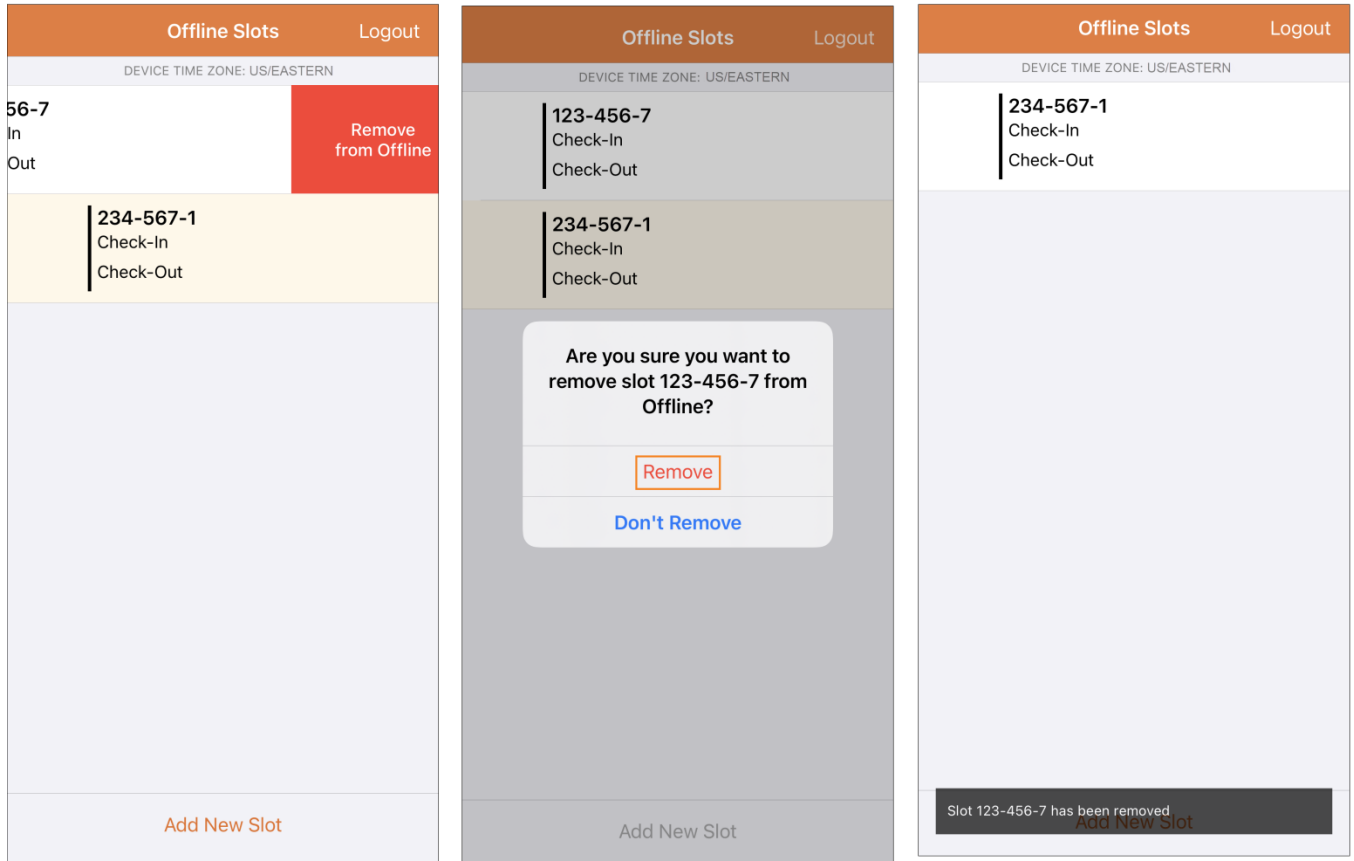 Offline Slots Logout
DEVICE TIME ZONE: US/EASTERN
56-7
In
Out
Remove
from Offline
234-567-1
Check-In
Check-Out
Add New Slot
Offline Slots Logout
DEVICE TIME ZONE: US/EASTERN
123-456-7
Check-In
Check-Out
234-567-1
Check-In
Check-Out
Are you sure you want to
remove slot 123-456-7 from
Offline?
Remove
Don't Remove
Add New Slot
Offline Slots Logout
DEVICE TIME ZONE: US/EASTERN
234-567-1
Check-In
Check-Out
Slot 123-456-7 has been removed
Add New Slot